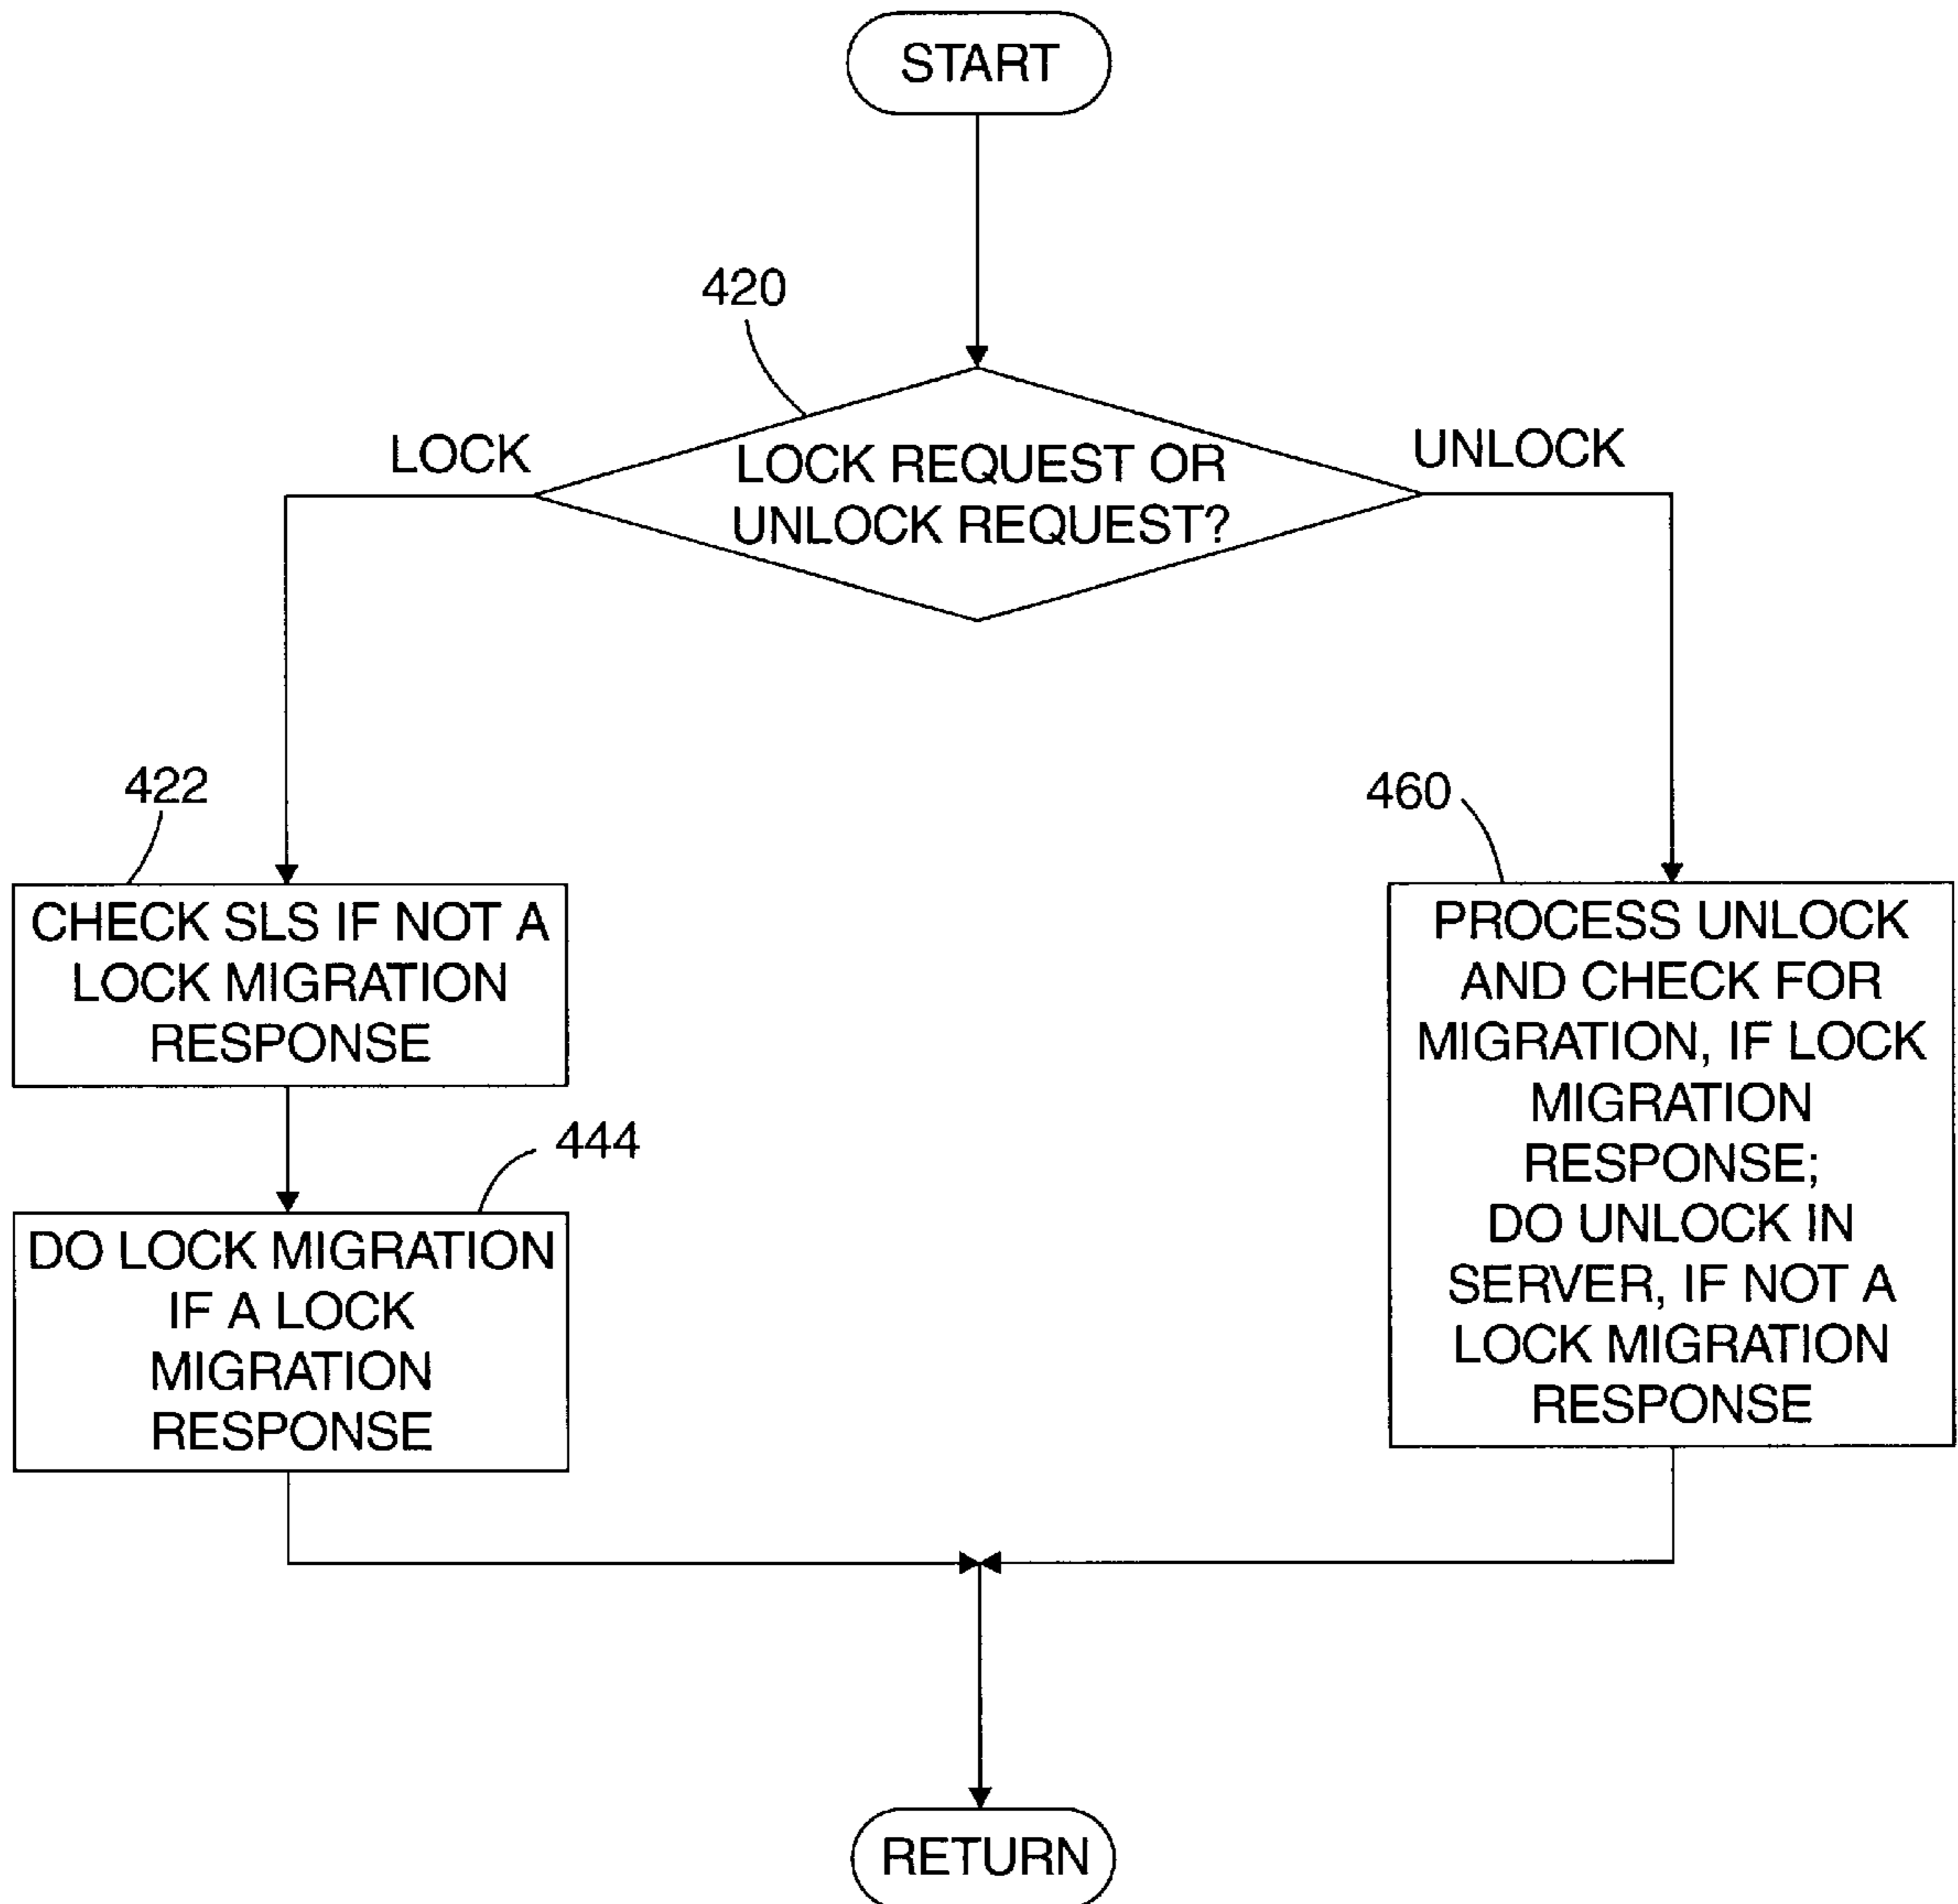 START
420
LOCK
LOCK REQUEST OR
UNLOCK REQUEST?
UNLOCK
422
CHECK SLS IF NOT A
LOCK MIGRATION
RESPONSE
444
DO LOCK MIGRATION
IF A LOCK
MIGRATION
RESPONSE
460
PROCESS UNLOCK
AND CHECK FOR
MIGRATION, IF LOCK
MIGRATION
RESPONSE;
DO UNLOCK IN
SERVER, IF NOT A
LOCK MIGRATION
RESPONSE
RETURN